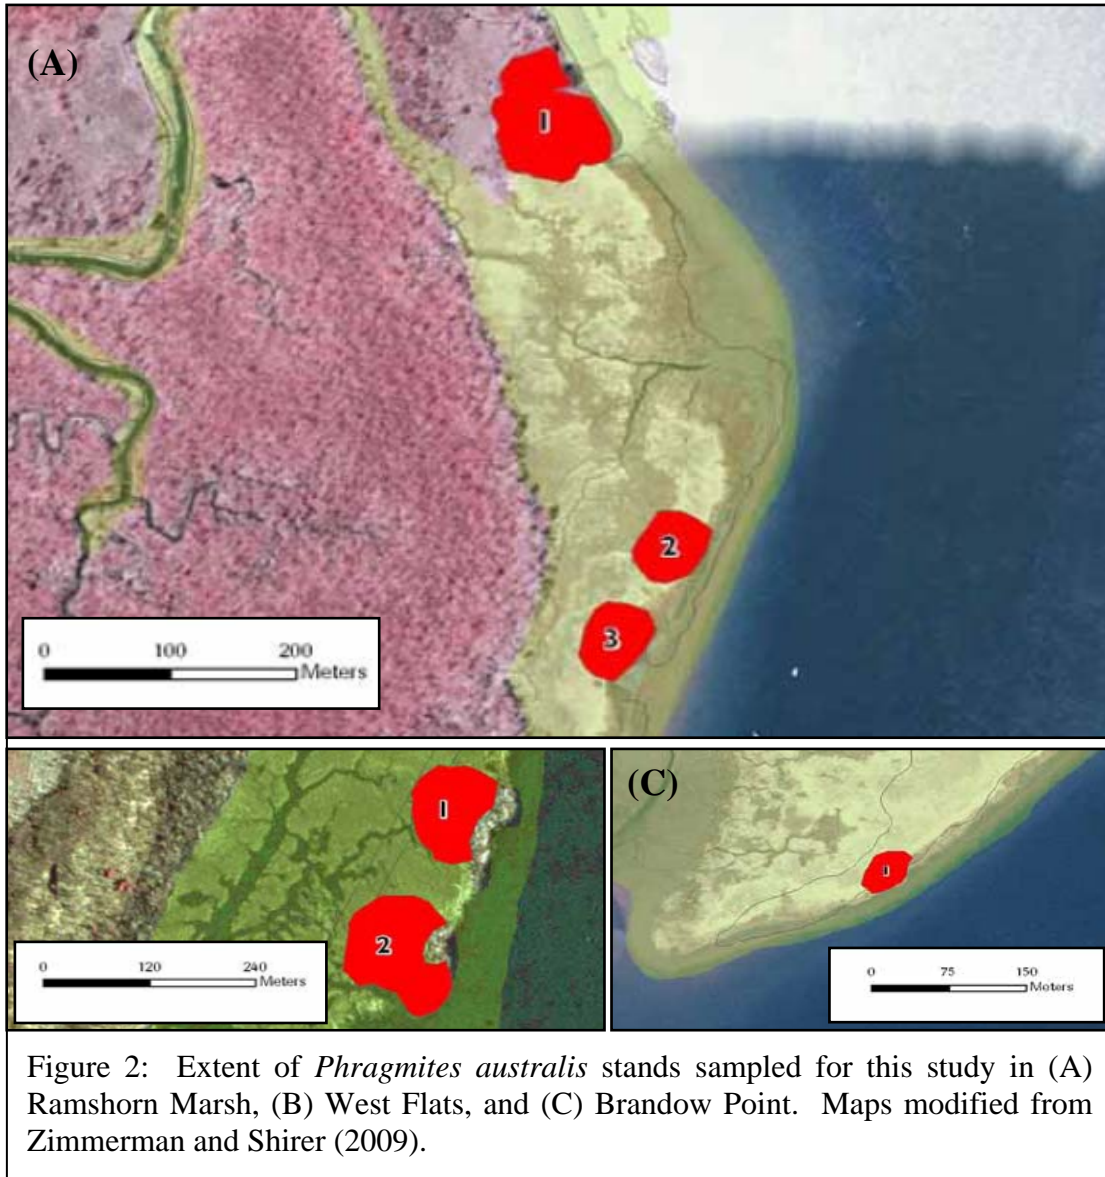 (A)
1
2
3
0 100 200
Meters
1
2
0 120 240
Meters
(C)
1
0 75 150
Meters
Figure 2: Extent of Phragmites australis stands sampled for this study in (A)
Ramshorn Marsh, (B) West Flats, and (C) Brandow Point. Maps modified from
Zimmerman and Shirer (2009).